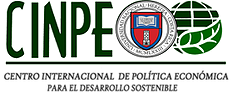 CINPE
CENTRO INTERNACIONAL DE POLÍTICA ECONÓMICA
PARA EL DESARROLLO SOSTENIBLE